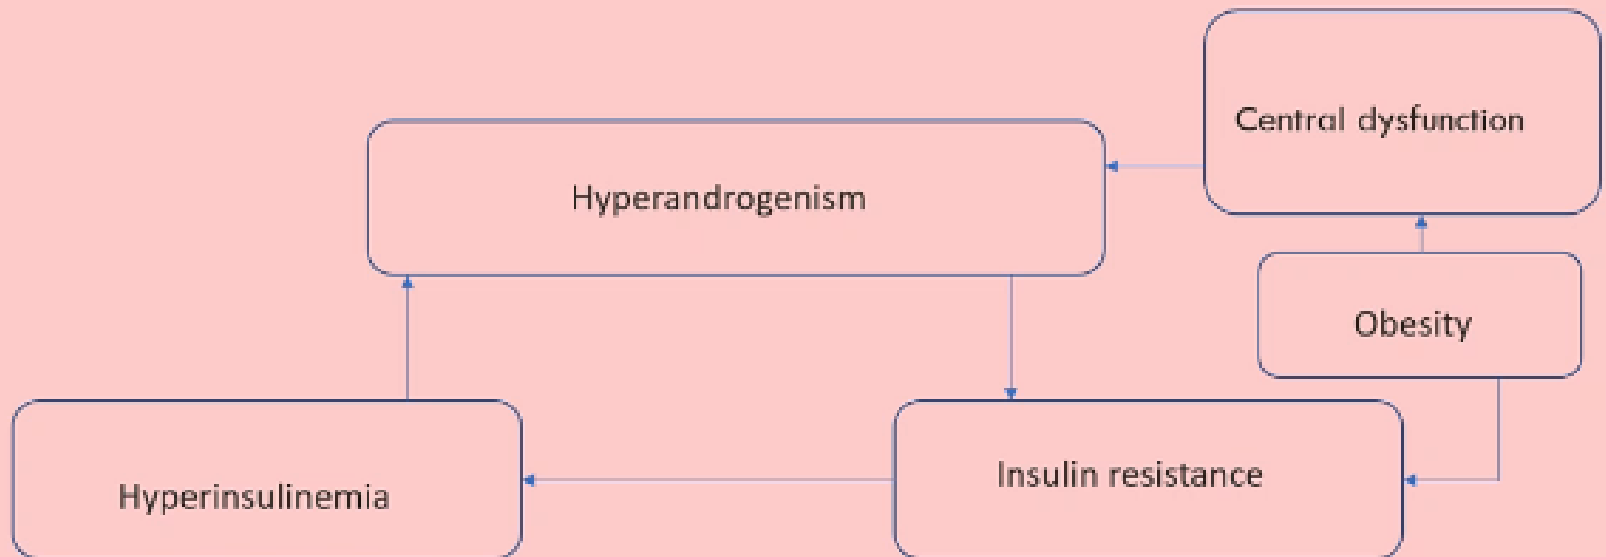 Central dysfunction
Hyperandrogenism
Obesity
Insulin resistance
Hyperinsulinemia